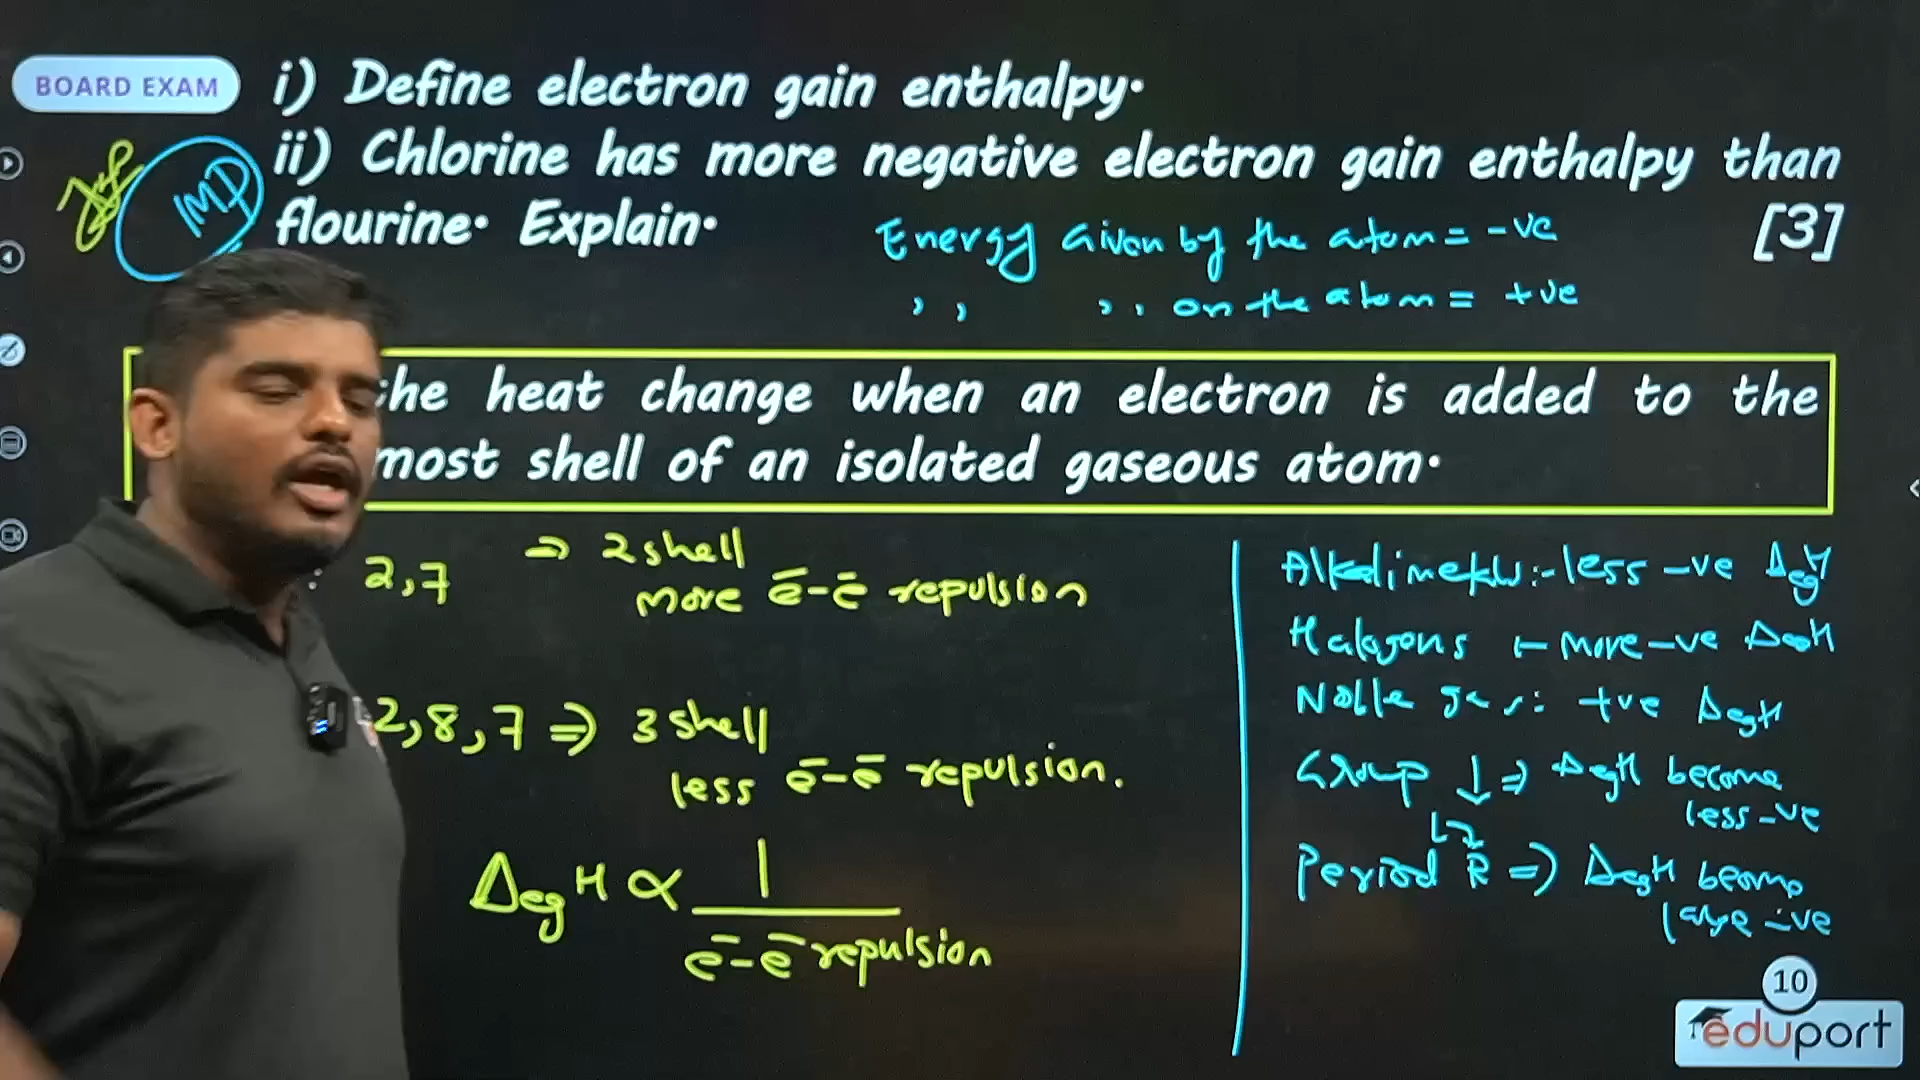 BOARD EXAM
i) Define electron gain enthalpy.
ii) Chlorine has more negative electron gain enthalpy than
flourine. Explain.
[3]
IMP
Energy Given by the atom = -ve
,, ,, on the atom = +ve
the heat change when an electron is added to the
most shell of an isolated gaseous atom.
2,7 ⇒ 2 shell
more e̅-e̅ repulsion
2,8,7 ⇒ 3 shell
less e̅-e̅ repulsion.
ΔegH ∝ 1
e̅-e̅ repulsion
less -ve ΔegH
Halogens :- more -ve ΔegH
Noble gas : +ve ΔegH
Group ↓ ⇒ ΔegH become
less -ve
Period L→R ⇒ ΔegH become
large -ve
10
eduport